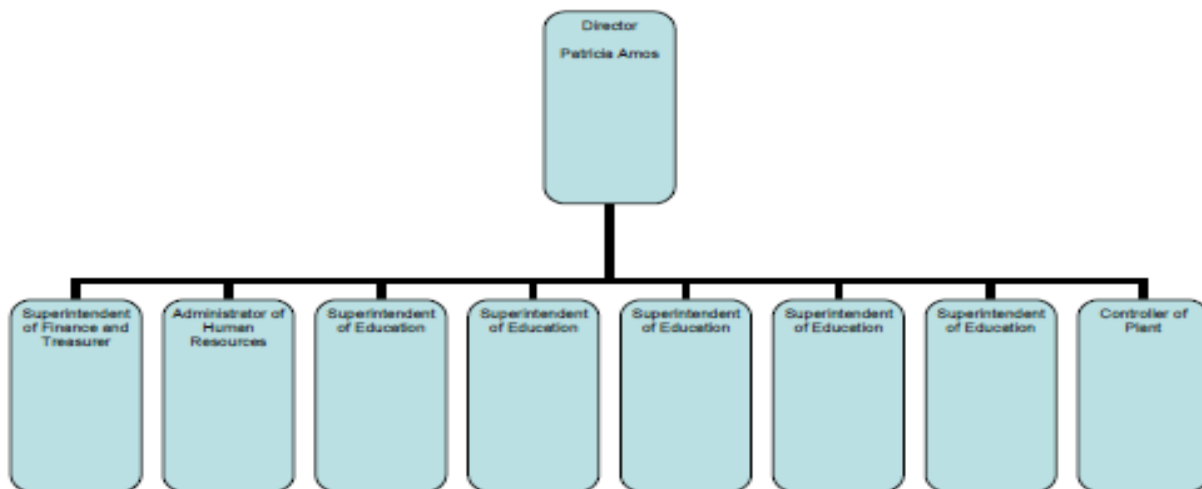 Director
Patricia Amos
Superintendent
of Finance and
Treasurer
Administrator of
Human
Resources
Superintendent
of Education
Superintendent
of Education
Superintendent
of Education
Superintendent
of Education
Superintendent
of Education
Controller of
Plant